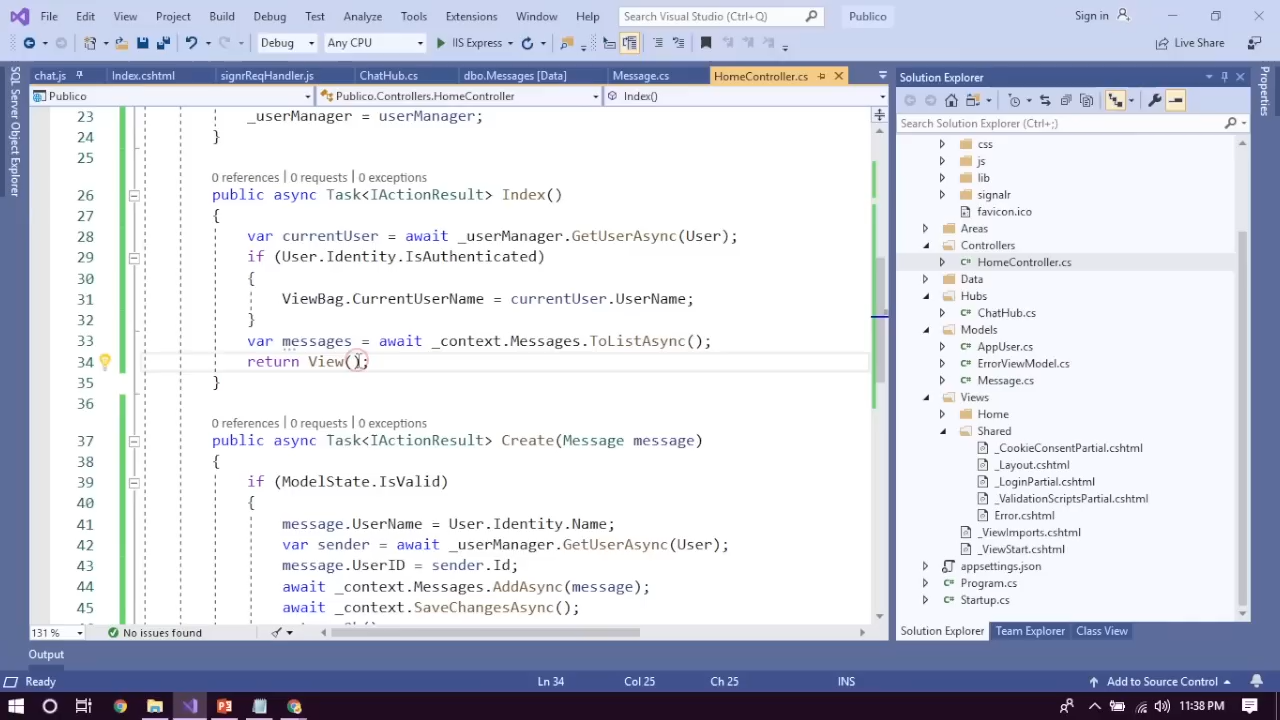 File Edit View Project Build Debug Test Analyze Tools Extensions Window Help Search Visual Studio (Ctrl+Q) Publico Sign in
Debug Any CPU IIS Express Live Share
chat.js Index.cshtml signrReqHandler.js ChatHub.cs dbo.Messages [Data] Message.cs HomeController.cs
Publico Publico.Controllers.HomeController Index()
SQL Server Object Explorer
23 _userManager = userManager;
24 }
25
0 references | 0 requests | 0 exceptions
26 public async Task<IActionResult> Index()
27 {
28 var currentUser = await _userManager.GetUserAsync(User);
29 if (User.Identity.IsAuthenticated)
30 {
31 ViewBag.CurrentUserName = currentUser.UserName;
32 }
33 var messages = await _context.Messages.ToListAsync();
34 return View();
35 }
36
0 references | 0 requests | 0 exceptions
37 public async Task<IActionResult> Create(Message message)
38 {
39 if (ModelState.IsValid)
40 {
41 message.UserName = User.Identity.Name;
42 var sender = await _userManager.GetUserAsync(User);
43 message.UserID = sender.Id;
44 await _context.Messages.AddAsync(message);
45 await _context.SaveChangesAsync();
131 % No issues found
Solution Explorer
Search Solution Explorer (Ctrl+;)
css
js
lib
signalr
favicon.ico
Areas
Controllers
C# HomeController.cs
Data
Hubs
C# ChatHub.cs
Models
C# AppUser.cs
C# ErrorViewModel.cs
C# Message.cs
Views
Home
Shared
_CookieConsentPartial.cshtml
_Layout.cshtml
_LoginPartial.cshtml
_ValidationScriptsPartial.cshtml
Error.cshtml
_ViewImports.cshtml
_ViewStart.cshtml
appsettings.json
C# Program.cs
C# Startup.cs
Solution Explorer Team Explorer Class View
Properties
Output
Ready Ln 34 Col 25 Ch 25 INS Add to Source Control
11:38 PM